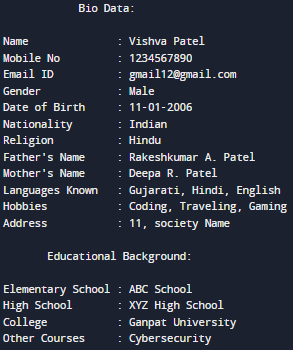 Bio Data:
Name : Vishva Patel
Mobile No : 1234567890
Email ID : gmail12@gmail.com
Gender : Male
Date of Birth : 11-01-2006
Nationality : Indian
Religion : Hindu
Father's Name : Rakeshkumar A. Patel
Mother's Name : Deepa R. Patel
Languages Known : Gujarati, Hindi, English
Hobbies : Coding, Traveling, Gaming
Address : 11, society Name
Educational Background:
Elementary School : ABC School
High School : XYZ High School
College : Ganpat University
Other Courses : Cybersecurity